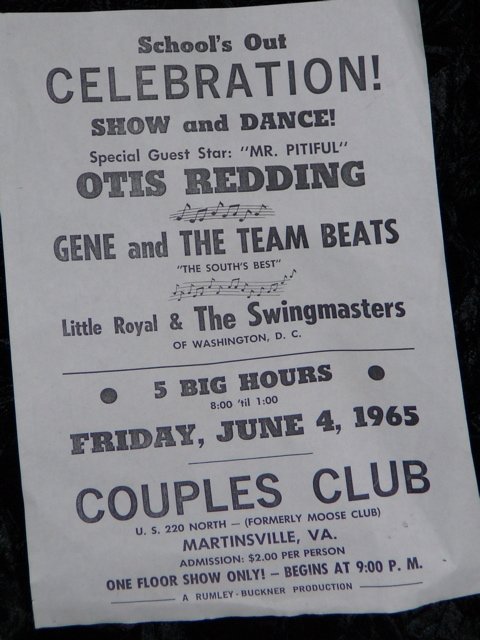 School's Out
CELEBRATION!
SHOW and DANCE!
Special Guest Star: "MR. PITIFUL"
OTIS REDDING
GENE and THE TEAM BEATS
"THE SOUTH'S BEST"
Little Royal & The Swingmasters
OF WASHINGTON, D. C.
5 BIG HOURS
8:00 'til 1:00
FRIDAY, JUNE 4, 1965
COUPLES CLUB
U. S. 220 NORTH — (FORMERLY MOOSE CLUB)
MARTINSVILLE, VA.
ADMISSION: $2.00 PER PERSON
ONE FLOOR SHOW ONLY! — BEGINS AT 9:00 P. M.
A RUMLEY-BUCKNER PRODUCTION